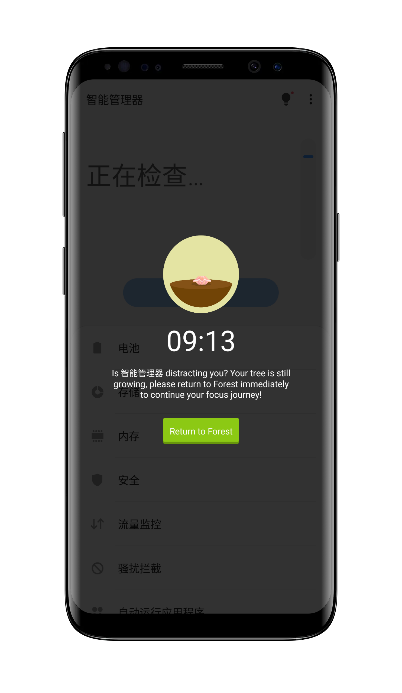 智能管理器
正在检查...
09:13
电池
Is 智能管理器 distracting you? Your tree is still
growing, please return to Forest immediately
to continue your focus journey!
存储
Return to Forest
内存
安全
流量监控
骚扰拦截
自动运行应用程序